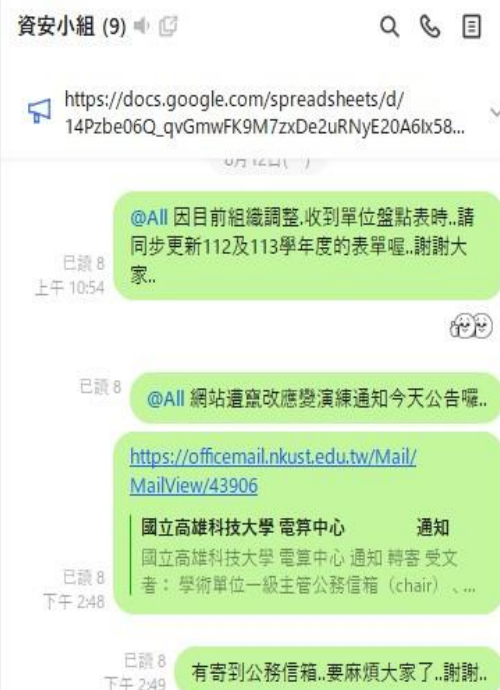 資安小組 (9)
https://docs.google.com/spreadsheets/d/
14Pzbe06Q_qvGmwFK9M7zxDe2uRNyE20A6Ix58...
@All 因目前組織調整.收到單位盤點表時..請
同步更新112及113學年度的表單喔..謝謝大
家..
已讀 8
上午 10:54
已讀 8
@All 網站遭竄改應變演練通知今天公告囉..
https://officemail.nkust.edu.tw/Mail/
MailView/43906
國立高雄科技大學 電算中心 通知
國立高雄科技大學 電算中心 通知 轉寄 受文
者： 學術單位一級主管公務信箱（chair）、...
已讀 8
下午 2:48
已讀 8
下午 2:49
有寄到公務信箱..要麻煩大家了..謝謝..